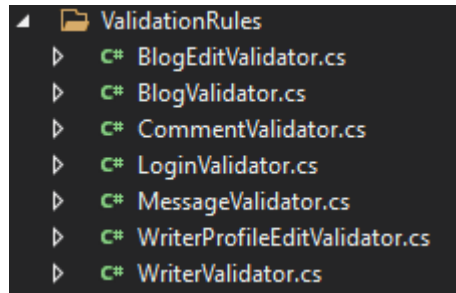 ValidationRules
C# BlogEditValidator.cs
C# BlogValidator.cs
C# CommentValidator.cs
C# LoginValidator.cs
C# MessageValidator.cs
C# WriterProfileEditValidator.cs
C# WriterValidator.cs